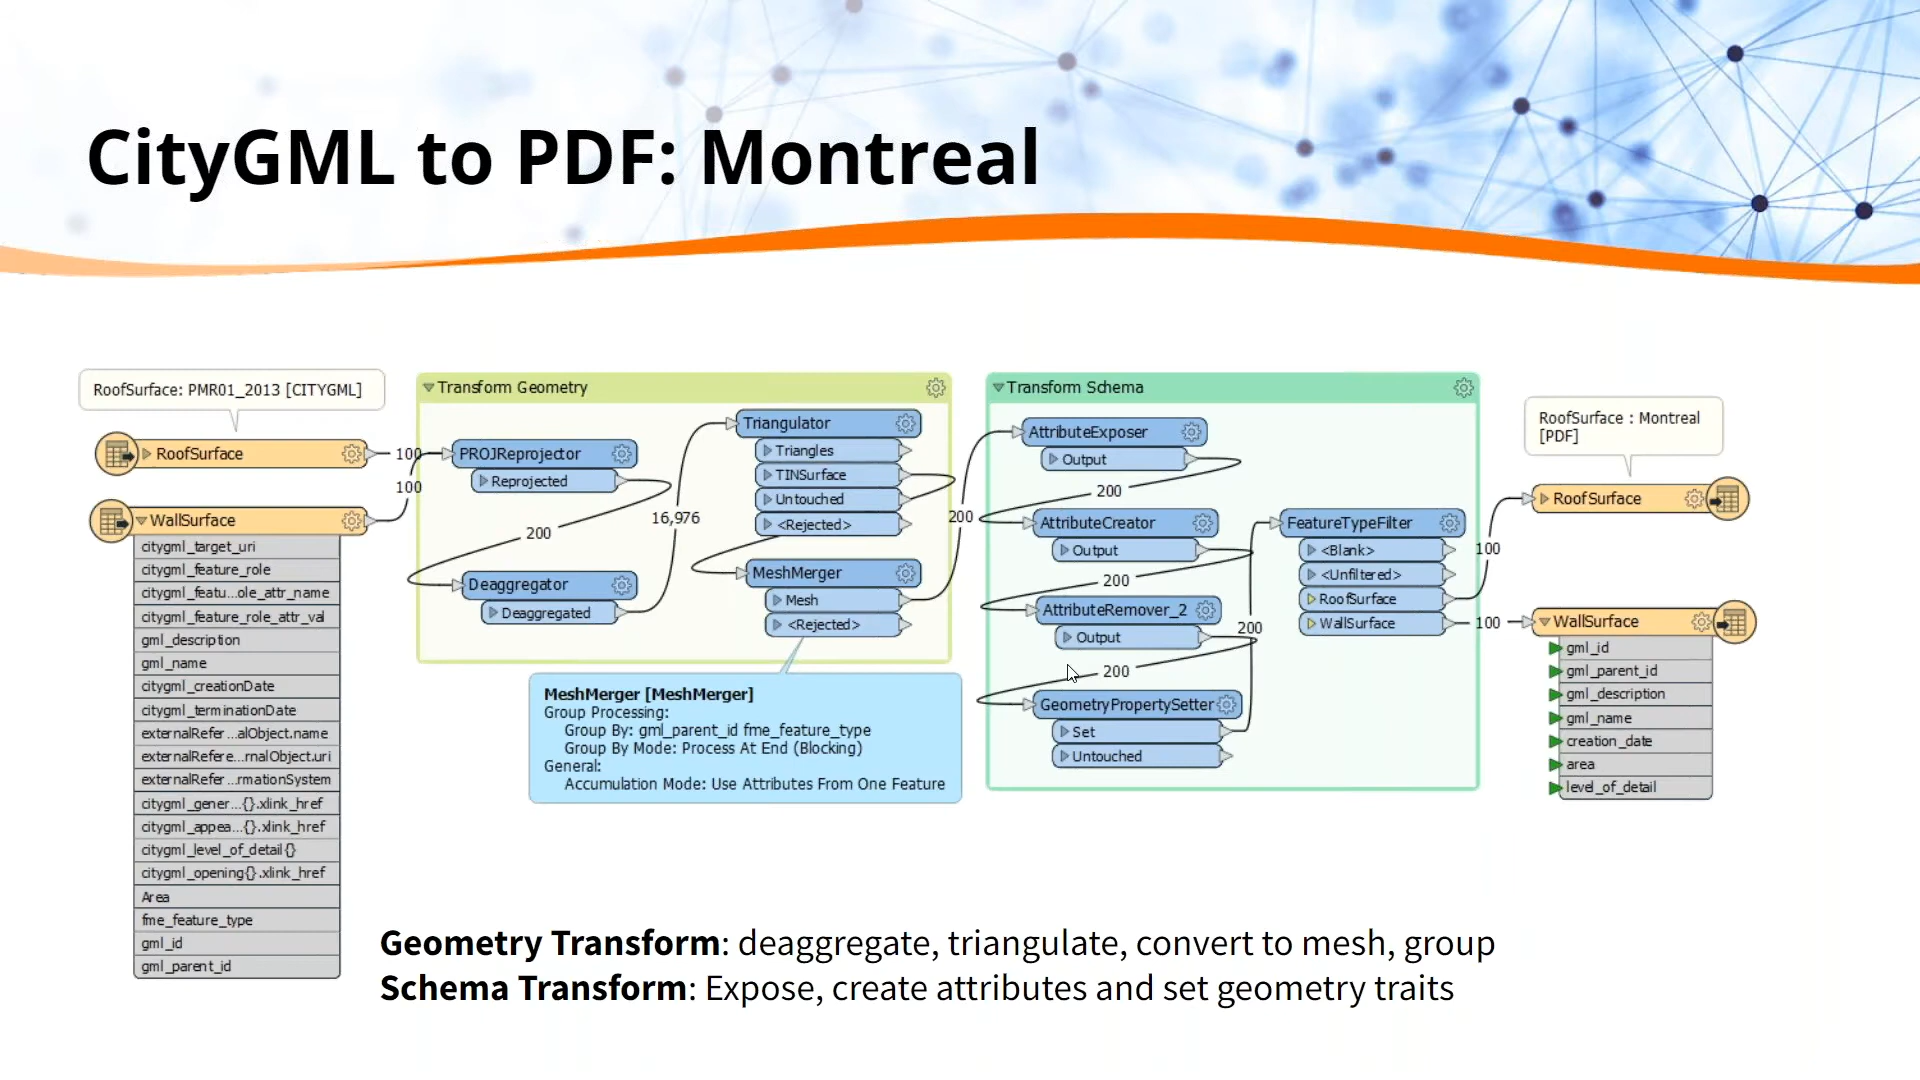 CityGML to PDF: Montreal
RoofSurface: PMR01_2013 [CITYGML]
RoofSurface
100
100
WallSurface
citygml_target_uri
citygml_feature_role
citygml_featu...ole_attr_name
citygml_feature_role_attr_val
gml_description
gml_name
citygml_creationDate
citygml_terminationDate
externalRefer...alObject.name
externalRefere...rnalObject.uri
externalRefer...rmationSystem
citygml_gener...{}.xlink_href
citygml_appea...{}.xlink_href
citygml_level_of_detail{}
citygml_opening{}.xlink_href
Area
fme_feature_type
gml_id
gml_parent_id
Transform Geometry
PROJReprojector
Reprojected
200
Deaggregator
Deaggregated
16,976
Triangulator
Triangles
TINSurface
Untouched
<Rejected>
MeshMerger
Mesh
<Rejected>
200
MeshMerger [MeshMerger]
Group Processing:
Group By: gml_parent_id fme_feature_type
Group By Mode: Process At End (Blocking)
General:
Accumulation Mode: Use Attributes From One Feature
Transform Schema
AttributeExposer
Output
200
AttributeCreator
Output
200
AttributeRemover_2
Output
200
GeometryPropertySetter
Set
Untouched
200
FeatureTypeFilter
<Blank>
<Unfiltered>
RoofSurface
WallSurface
100
100
RoofSurface : Montreal
[PDF]
RoofSurface
WallSurface
gml_id
gml_parent_id
gml_description
gml_name
creation_date
area
level_of_detail
Geometry Transform: deaggregate, triangulate, convert to mesh, group
Schema Transform: Expose, create attributes and set geometry traits